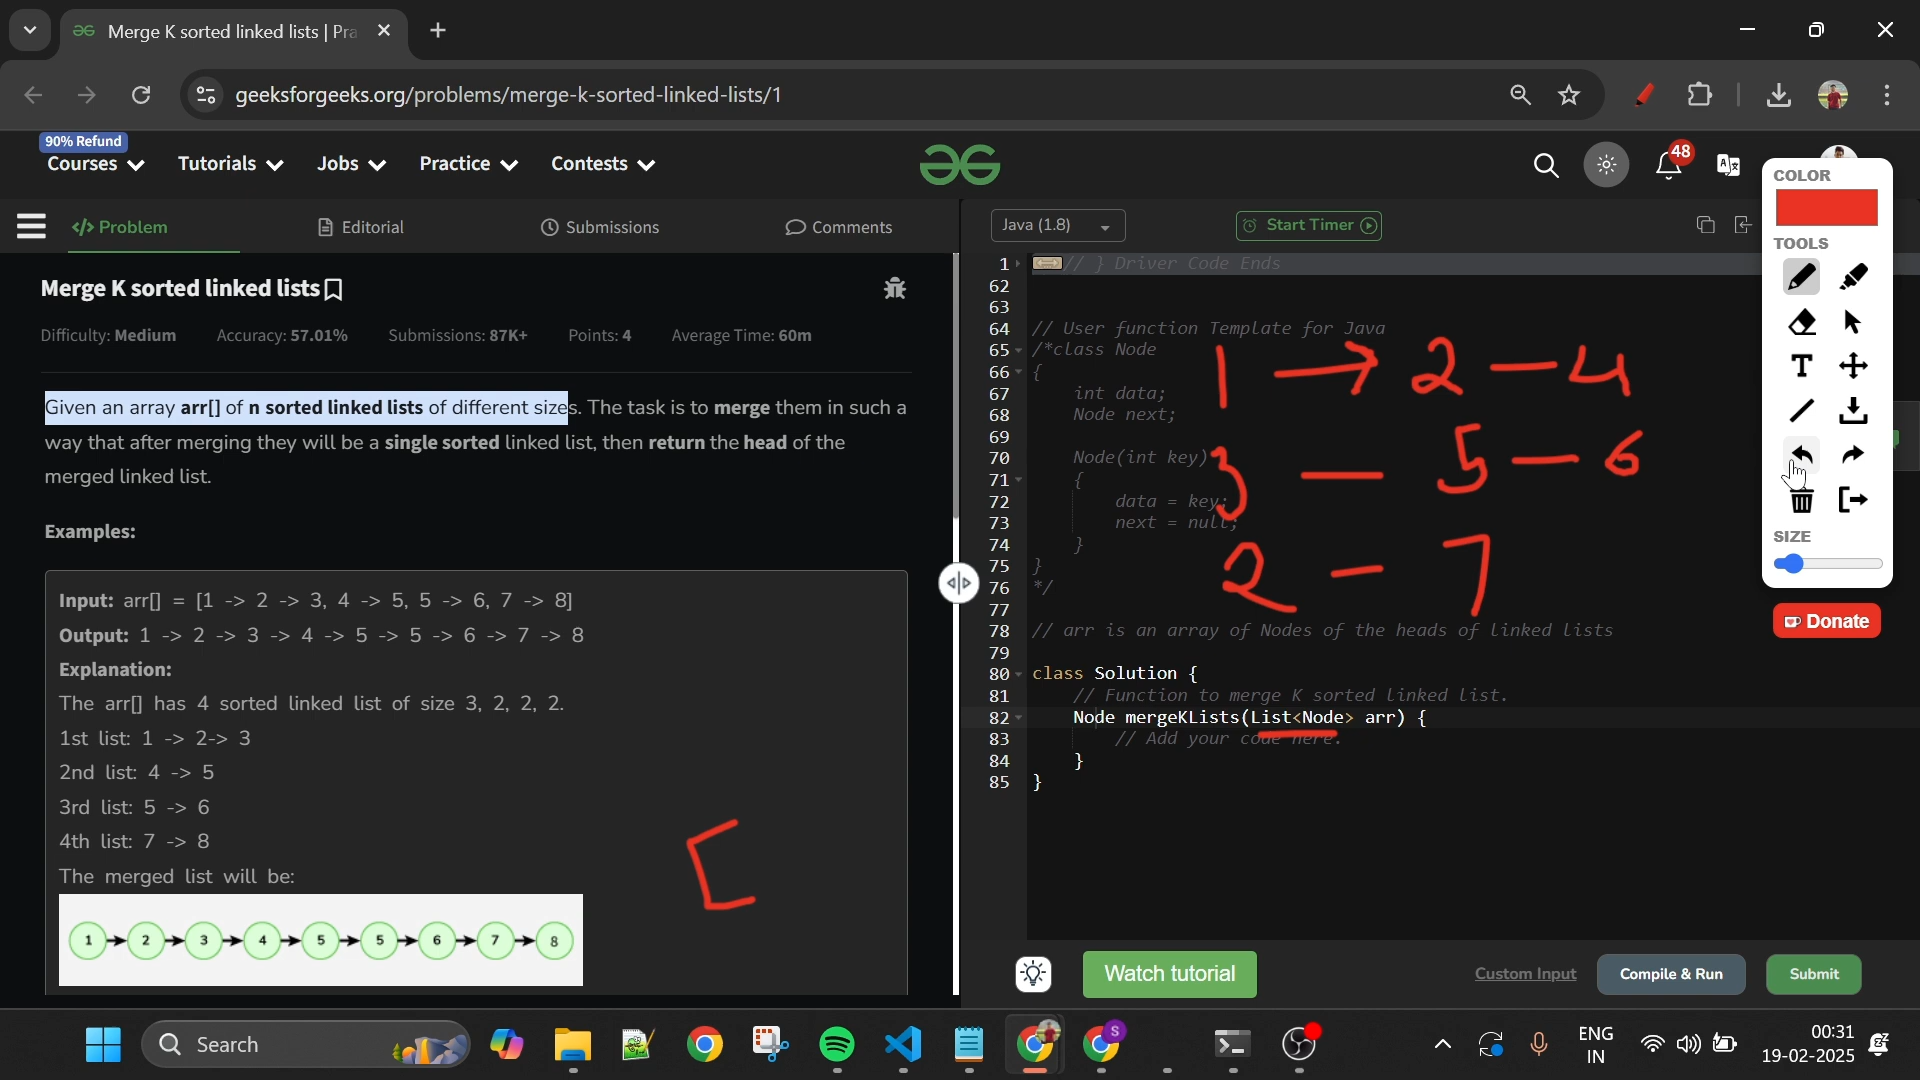 Merge K sorted linked lists | Pra
geeksforgeeks.org/problems/merge-k-sorted-linked-lists/1
90% Refund
Courses Tutorials Jobs Practice Contests
48
COLOR
TOOLS
T
SIZE
Donate
Problem Editorial Submissions Comments
Java (1.8) Start Timer
Merge K sorted linked lists
Difficulty: Medium Accuracy: 57.01% Submissions: 87K+ Points: 4 Average Time: 60m
Given an array arr[] of n sorted linked lists of different sizes. The task is to merge them in such a
way that after merging they will be a single sorted linked list, then return the head of the
merged linked list.
Examples:
Input: arr[] = [1 -> 2 -> 3, 4 -> 5, 5 -> 6, 7 -> 8]
Output: 1 -> 2 -> 3 -> 4 -> 5 -> 5 -> 6 -> 7 -> 8
Explanation:
The arr[] has 4 sorted linked list of size 3, 2, 2, 2.
1st list: 1 -> 2-> 3
2nd list: 4 -> 5
3rd list: 5 -> 6
4th list: 7 -> 8
The merged list will be:
1 2 3 4 5 5 6 7 8
[
1 // } Driver Code Ends
62
63
64 // User function Template for Java
65 /*class Node
66 {
67 int data;
68 Node next;
69
70 Node(int key)
71 {
72 data = key;
73 next = null;
74 }
75 }
76 */
77
78 // arr is an array of Nodes of the heads of linked lists
79
80 class Solution {
81 // Function to merge K sorted linked list.
82 Node mergeKLists(List<Node> arr) {
83 // Add your code here.
84 }
85 }
1 → 2 — 4
3 — 5 — 6
2 — 7
Watch tutorial Custom Input Compile & Run Submit
Search
ENG
IN
00:31
19-02-2025